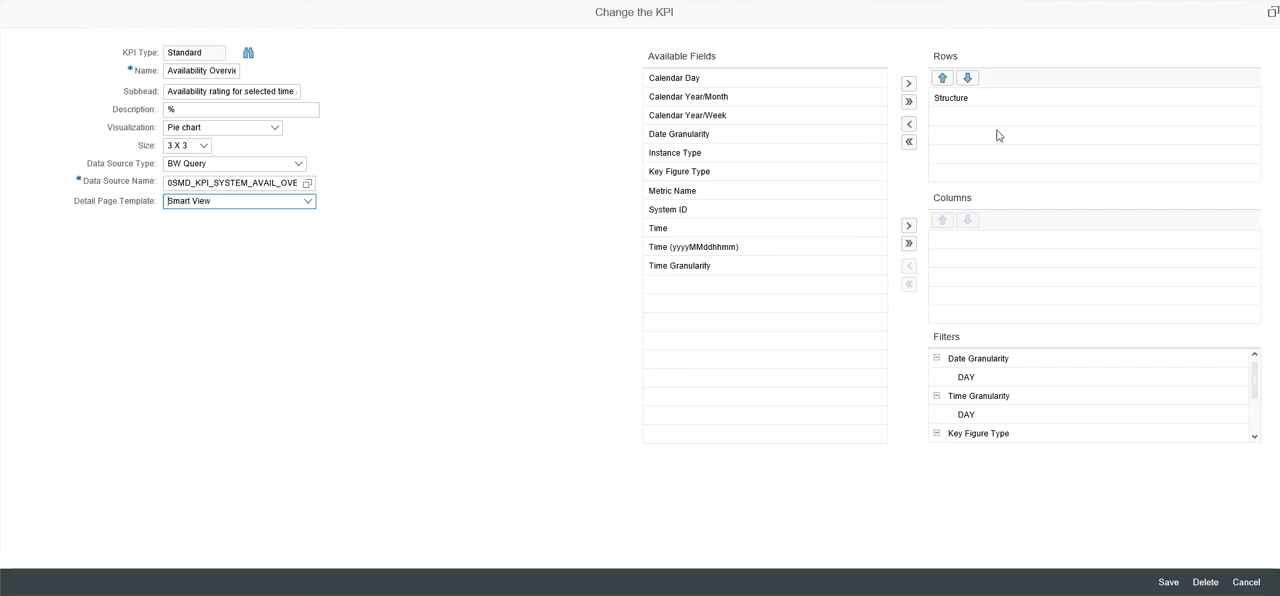 Change the KPI
KPI Type: Standard
* Name: Availability Overvie
Subhead: Availability rating for selected time
Description: %
Visualization: Pie chart
Size: 3 X 3
Data Source Type: BW Query
* Data Source Name: 0SMD_KPI_SYSTEM_AVAIL_OVE
Detail Page Template: Smart View
Available Fields
Calendar Day
Calendar Year/Month
Calendar Year/Week
Date Granularity
Instance Type
Key Figure Type
Metric Name
System ID
Time
Time (yyyyMMddhhmm)
Time Granularity
Rows
Structure
Columns
Filters
Date Granularity
DAY
Time Granularity
DAY
Key Figure Type
Save Delete Cancel